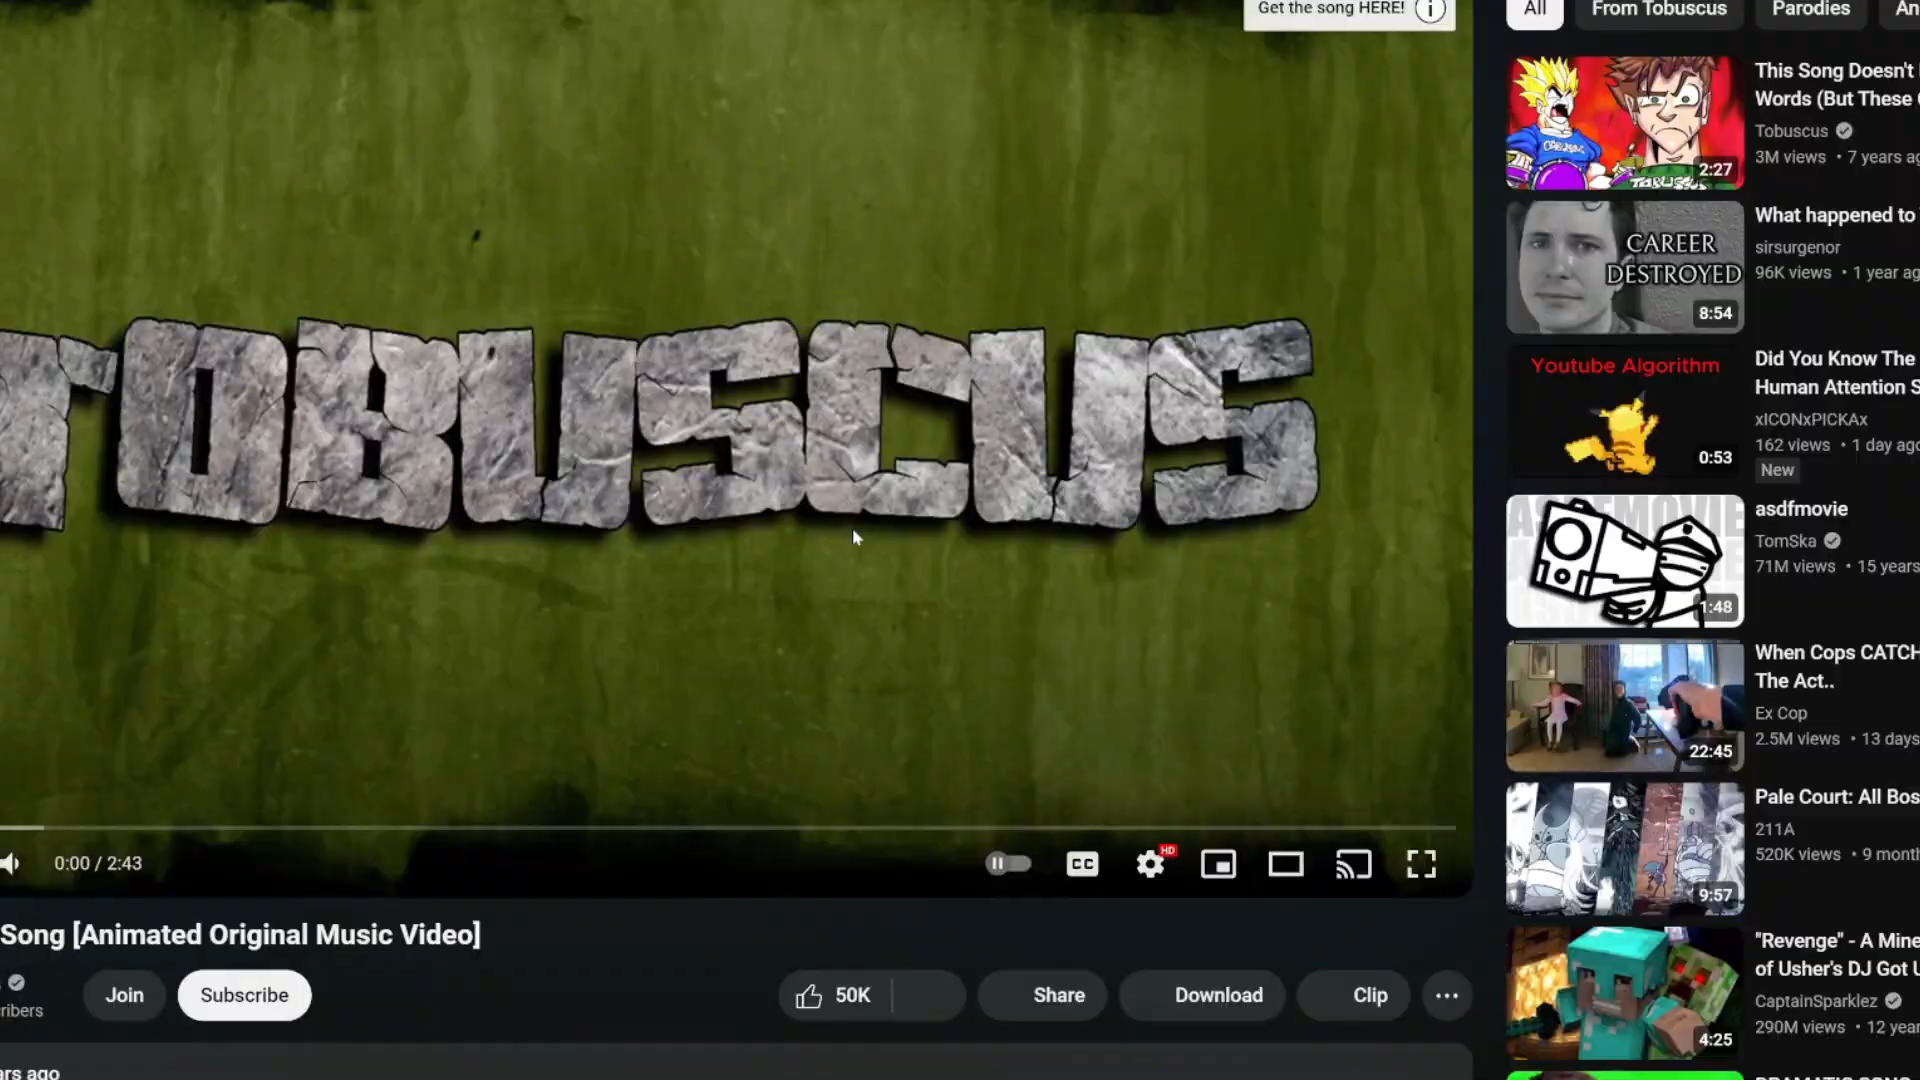 Get the song HERE!
TOBUSCUS
0:00 / 2:43
CC
HD
Song [Animated Original Music Video]
Join
Subscribe
50K
Share
Download
Clip
All
From Tobuscus
Parodies
This Song Doesn't
Words (But These
Tobuscus
3M views • 7 years
TOBUSCUS
2:27
What happened to
sirsurgenor
96K views • 1 year
CAREER
DESTROYED
8:54
Did You Know The
Human Attention
xICONxPICKAx
162 views • 1 day
New
Youtube Algorithm
0:53
asdfmovie
TomSka
71M views • 15 years
ASDFMOVIE
1:48
When Cops CATCH
The Act..
Ex Cop
2.5M views • 13 days
22:45
Pale Court: All
211A
520K views • 9
9:57
"Revenge" - A
of Usher's DJ Got
CaptainSparklez
290M views • 12
4:25